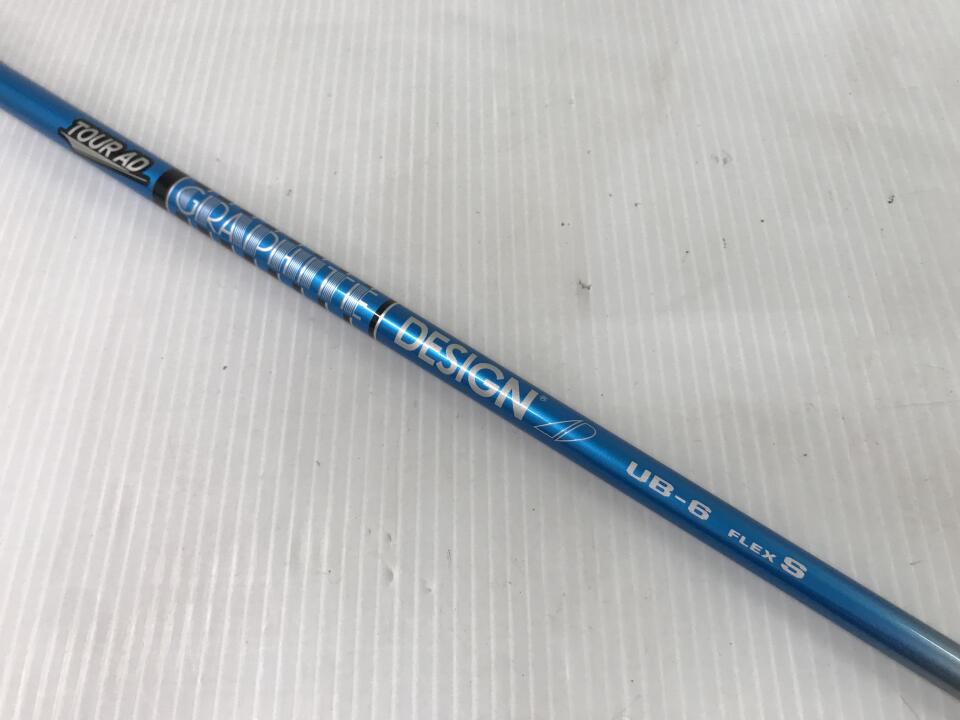 TOUR AD
GRAPHITE
DESIGN®
UB-6
FLEX S